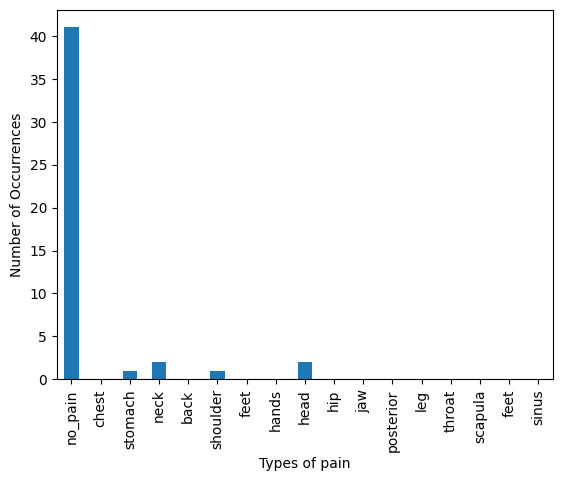 Number of Occurrences
40
35
30
25
20
15
10
5
0
no_pain
chest
stomach
neck
back
shoulder
feet
hands
head
hip
jaw
posterior
leg
throat
scapula
feet
sinus
Types of pain